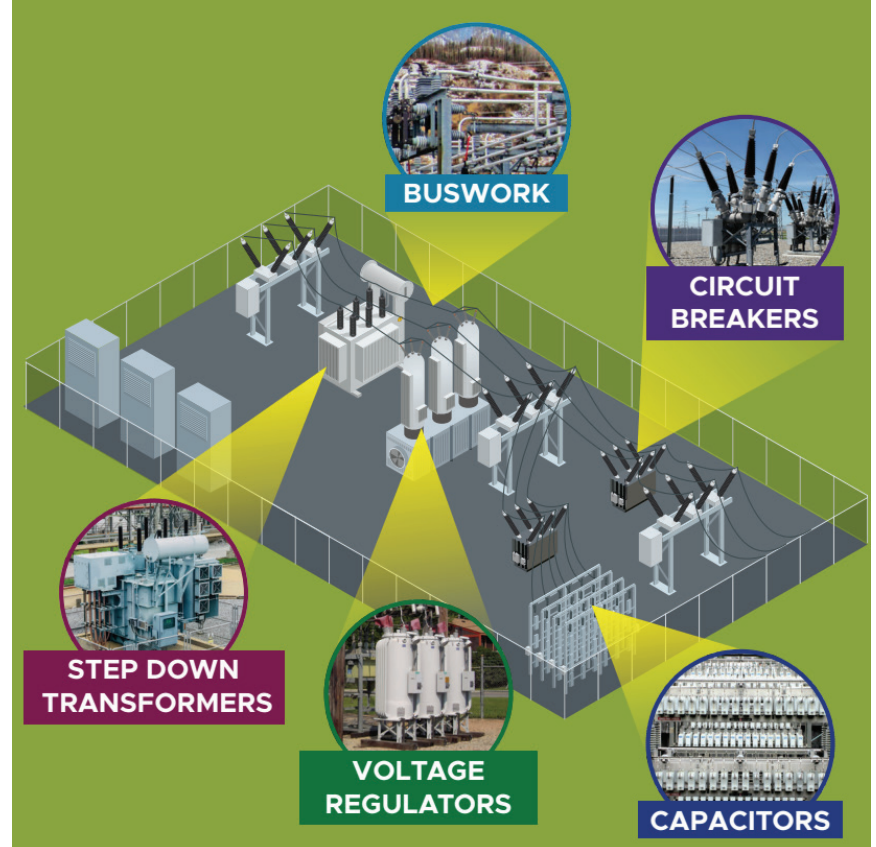 BUSWORK
CIRCUIT
BREAKERS
STEP DOWN
TRANSFORMERS
VOLTAGE
REGULATORS
CAPACITORS